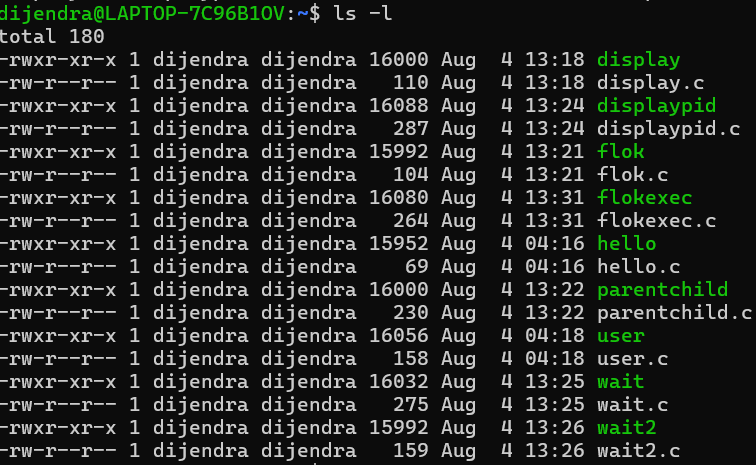 dijendra@LAPTOP-7C96B1OV:~$ ls -l
total 180
-rwxr-xr-x 1 dijendra dijendra 16000 Aug  4 13:18 display
-rw-r--r-- 1 dijendra dijendra   110 Aug  4 13:18 display.c
-rwxr-xr-x 1 dijendra dijendra 16088 Aug  4 13:24 displaypid
-rw-r--r-- 1 dijendra dijendra   287 Aug  4 13:24 displaypid.c
-rwxr-xr-x 1 dijendra dijendra 15992 Aug  4 13:21 flok
-rw-r--r-- 1 dijendra dijendra   104 Aug  4 13:21 flok.c
-rwxr-xr-x 1 dijendra dijendra 16080 Aug  4 13:31 flokexec
-rw-r--r-- 1 dijendra dijendra   264 Aug  4 13:31 flokexec.c
-rwxr-xr-x 1 dijendra dijendra 15952 Aug  4 04:16 hello
-rw-r--r-- 1 dijendra dijendra    69 Aug  4 04:16 hello.c
-rwxr-xr-x 1 dijendra dijendra 16000 Aug  4 13:22 parentchild
-rw-r--r-- 1 dijendra dijendra   230 Aug  4 13:22 parentchild.c
-rwxr-xr-x 1 dijendra dijendra 16056 Aug  4 04:18 user
-rw-r--r-- 1 dijendra dijendra   158 Aug  4 04:18 user.c
-rwxr-xr-x 1 dijendra dijendra 16032 Aug  4 13:25 wait
-rw-r--r-- 1 dijendra dijendra   275 Aug  4 13:25 wait.c
-rwxr-xr-x 1 dijendra dijendra 15992 Aug  4 13:26 wait2
-rw-r--r-- 1 dijendra dijendra   159 Aug  4 13:26 wait2.c